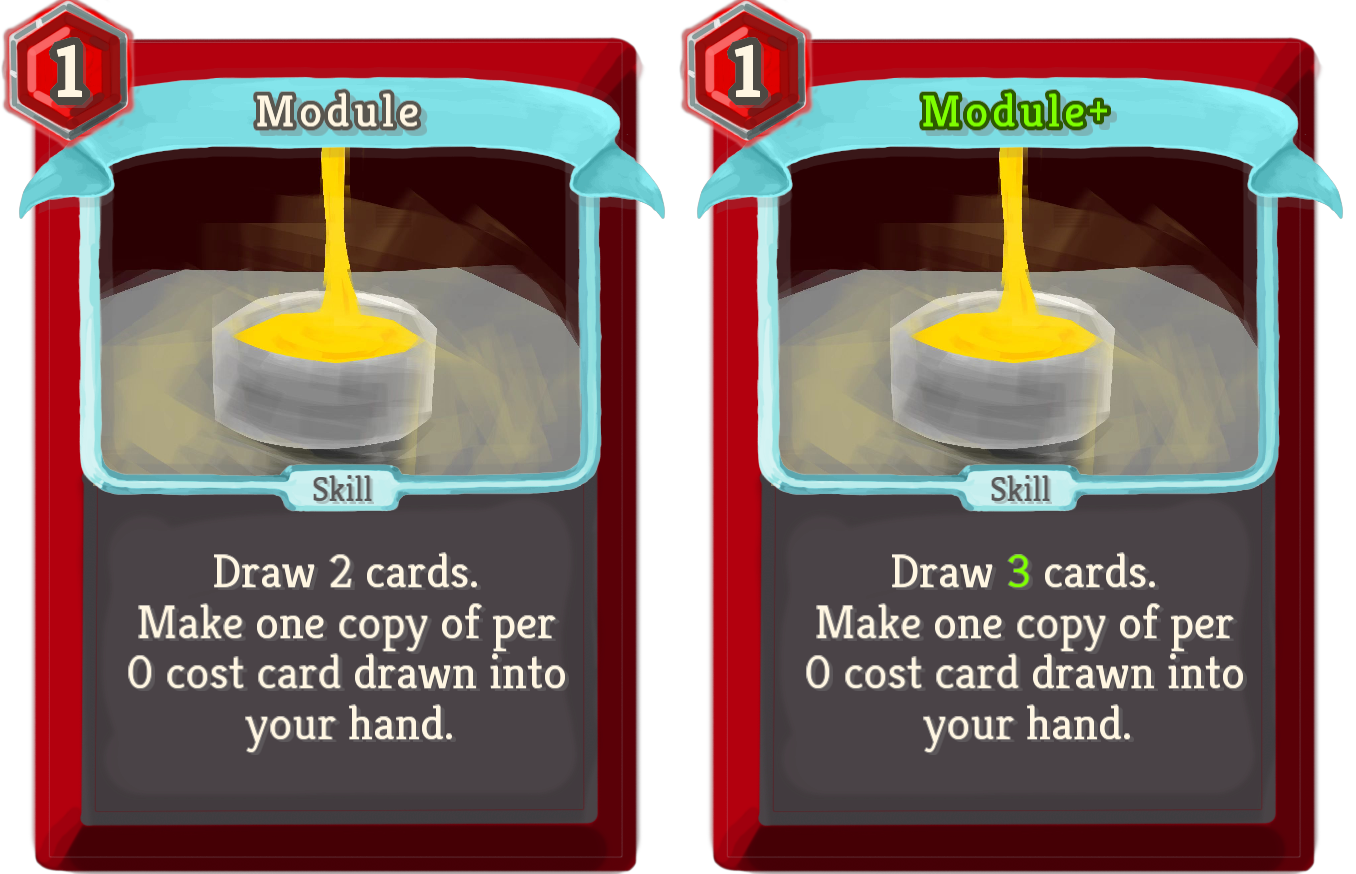 1
Module
Skill
Draw 2 cards.
Make one copy of per
0 cost card drawn into
your hand.
1
Module+
Skill
Draw 3 cards.
Make one copy of per
0 cost card drawn into
your hand.